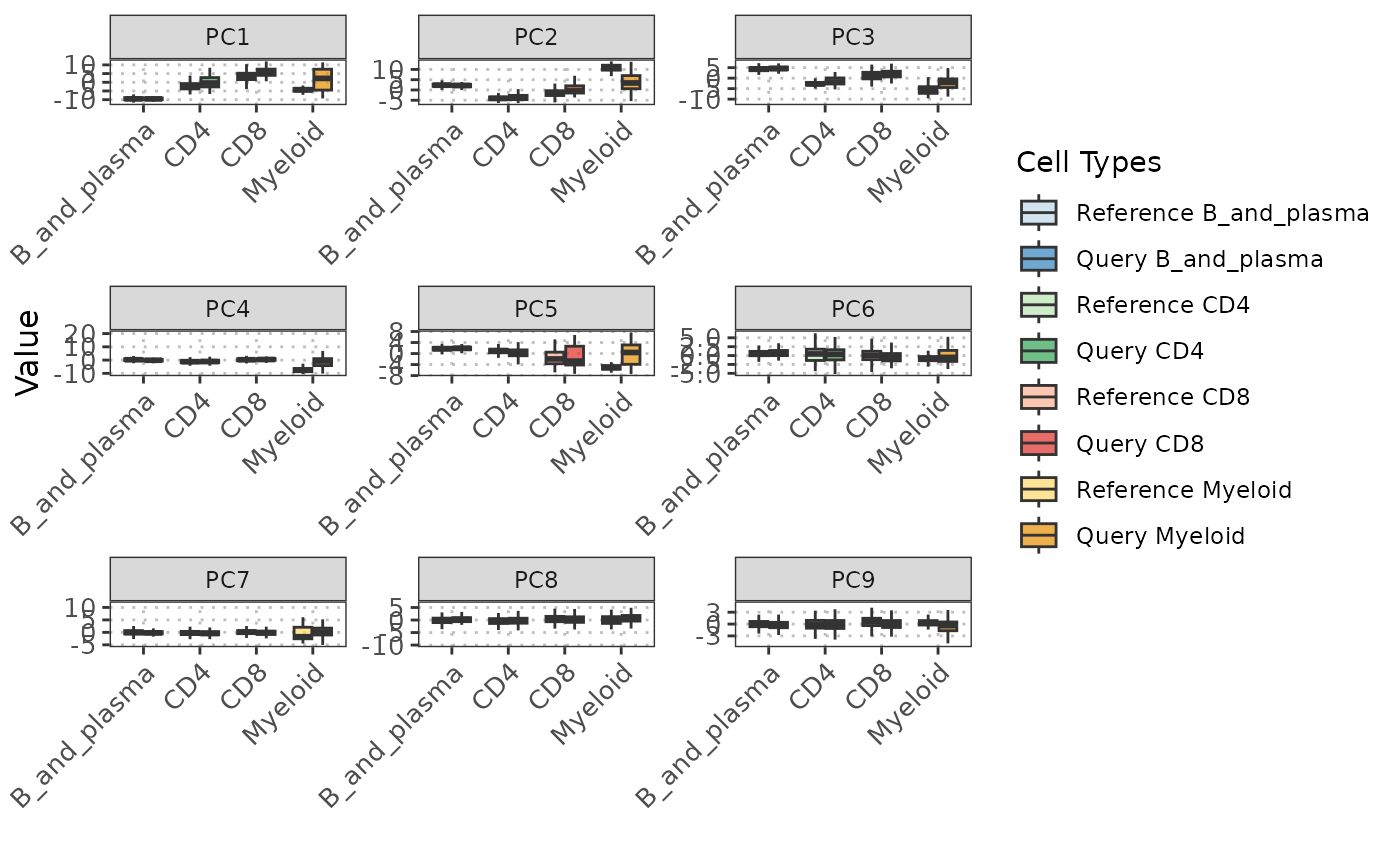 PC1
PC2
PC3
10
5
0
-5
-10
10
5
0
-5
5
0
-5
-10
B_and_plasma
CD4
CD8
Myeloid
B_and_plasma
CD4
CD8
Myeloid
B_and_plasma
CD4
CD8
Myeloid
Value
PC4
PC5
PC6
20
10
0
-10
8
4
0
-4
-8
5.0
2.5
0.0
-2.5
-5.0
B_and_plasma
CD4
CD8
Myeloid
B_and_plasma
CD4
CD8
Myeloid
B_and_plasma
CD4
CD8
Myeloid
PC7
PC8
PC9
10
5
0
-5
5
0
-5
-10
3
0
-3
B_and_plasma
CD4
CD8
Myeloid
B_and_plasma
CD4
CD8
Myeloid
B_and_plasma
CD4
CD8
Myeloid
Cell Types
Reference B_and_plasma
Query B_and_plasma
Reference CD4
Query CD4
Reference CD8
Query CD8
Reference Myeloid
Query Myeloid